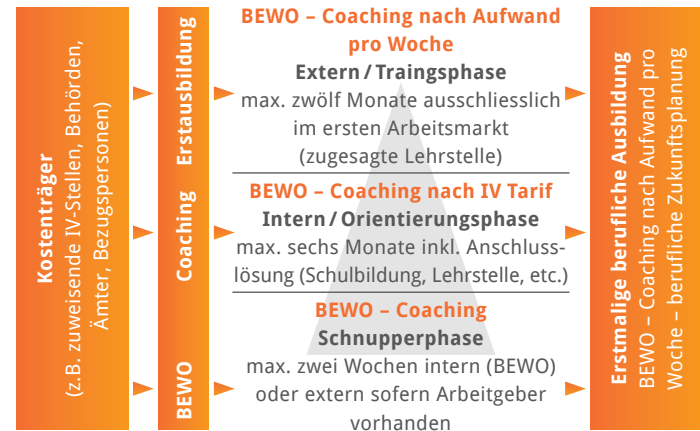 Kostenträger
(z.B. zuweisende IV-Stellen, Behörden,
Ämter, Bezugspersonen)
BEWO Coaching Erstausbildung
BEWO – Coaching nach Aufwand
pro Woche
Extern / Traingsphase
max. zwölf Monate ausschliesslich
im ersten Arbeitsmarkt
(zugesagte Lehrstelle)
BEWO – Coaching nach IV Tarif
Intern / Orientierungsphase
max. sechs Monate inkl. Anschluss-
lösung (Schulbildung, Lehrstelle, etc.)
BEWO – Coaching
Schnupperphase
max. zwei Wochen intern (BEWO)
oder extern sofern Arbeitgeber
vorhanden
Erstmalige berufliche Ausbildung
BEWO – Coaching nach Aufwand pro
Woche – berufliche Zukunftsplanung